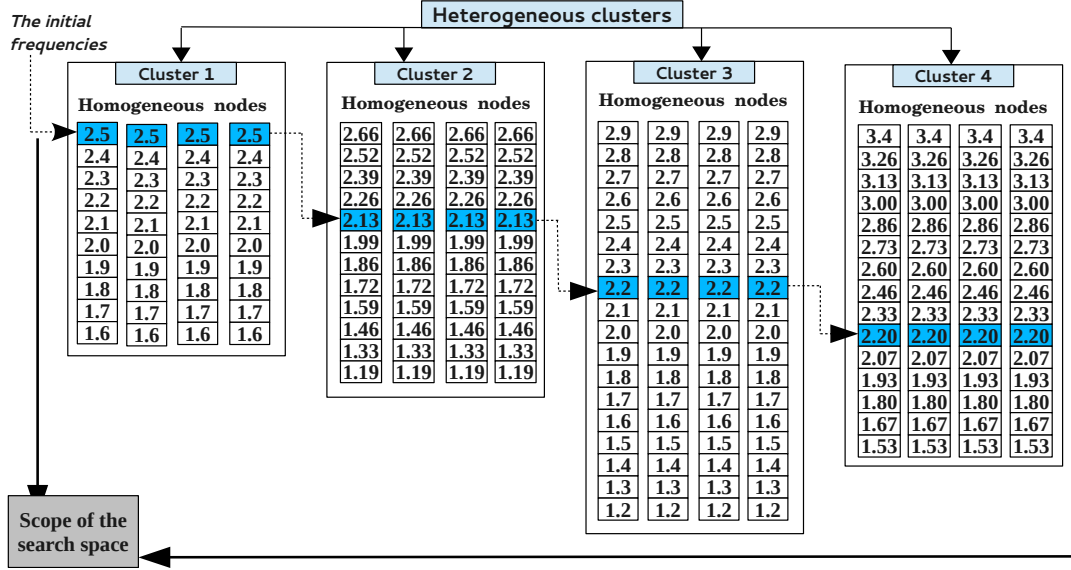 Heterogeneous clusters
The initial
frequencies
Cluster 1
Homogeneous nodes
2.5 2.5 2.5 2.5
2.4 2.4 2.4 2.4
2.3 2.3 2.3 2.3
2.2 2.2 2.2 2.2
2.1 2.1 2.1 2.1
2.0 2.0 2.0 2.0
1.9 1.9 1.9 1.9
1.8 1.8 1.8 1.8
1.7 1.7 1.7 1.7
1.6 1.6 1.6 1.6
Cluster 2
Homogeneous nodes
2.66 2.66 2.66 2.66
2.52 2.52 2.52 2.52
2.39 2.39 2.39 2.39
2.26 2.26 2.26 2.26
2.13 2.13 2.13 2.13
1.99 1.99 1.99 1.99
1.86 1.86 1.86 1.86
1.72 1.72 1.72 1.72
1.59 1.59 1.59 1.59
1.46 1.46 1.46 1.46
1.33 1.33 1.33 1.33
1.19 1.19 1.19 1.19
Cluster 3
Homogeneous nodes
2.9 2.9 2.9 2.9
2.8 2.8 2.8 2.8
2.7 2.7 2.7 2.7
2.6 2.6 2.6 2.6
2.5 2.5 2.5 2.5
2.4 2.4 2.4 2.4
2.3 2.3 2.3 2.3
2.2 2.2 2.2 2.2
2.1 2.1 2.1 2.1
2.0 2.0 2.0 2.0
1.9 1.9 1.9 1.9
1.8 1.8 1.8 1.8
1.7 1.7 1.7 1.7
1.6 1.6 1.6 1.6
1.5 1.5 1.5 1.5
1.4 1.4 1.4 1.4
1.3 1.3 1.3 1.3
1.2 1.2 1.2 1.2
Cluster 4
Homogeneous nodes
3.4 3.4 3.4 3.4
3.26 3.26 3.26 3.26
3.13 3.13 3.13 3.13
3.00 3.00 3.00 3.00
2.86 2.86 2.86 2.86
2.73 2.73 2.73 2.73
2.60 2.60 2.60 2.60
2.46 2.46 2.46 2.46
2.33 2.33 2.33 2.33
2.20 2.20 2.20 2.20
2.07 2.07 2.07 2.07
1.93 1.93 1.93 1.93
1.80 1.80 1.80 1.80
1.67 1.67 1.67 1.67
1.53 1.53 1.53 1.53
Scope of the
search space